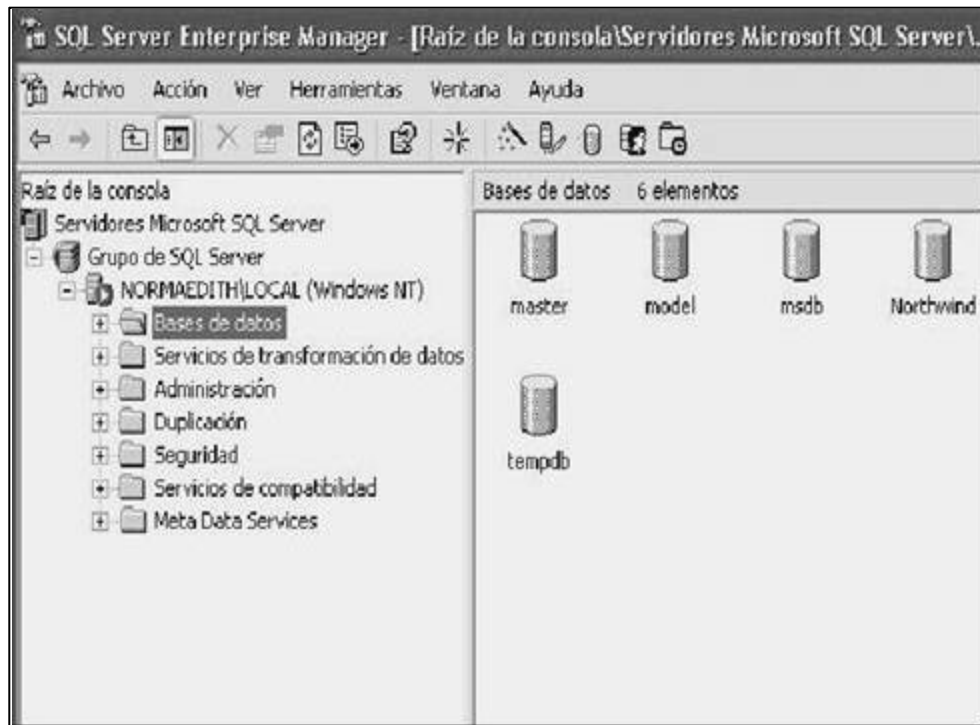 SQL Server Enterprise Manager - [Raíz de la consola\Servidores Microsoft SQL Server\
Archivo Acción Ver Herramientas Ventana Ayuda
Raíz de la consola
Servidores Microsoft SQL Server
Grupo de SQL Server
NORMAEDITH\LOCAL (Windows NT)
Bases de datos
Servicios de transformación de datos
Administración
Duplicación
Seguridad
Servicios de compatibilidad
Meta Data Services
Bases de datos 6 elementos
master model msdb Northwind
tempdb